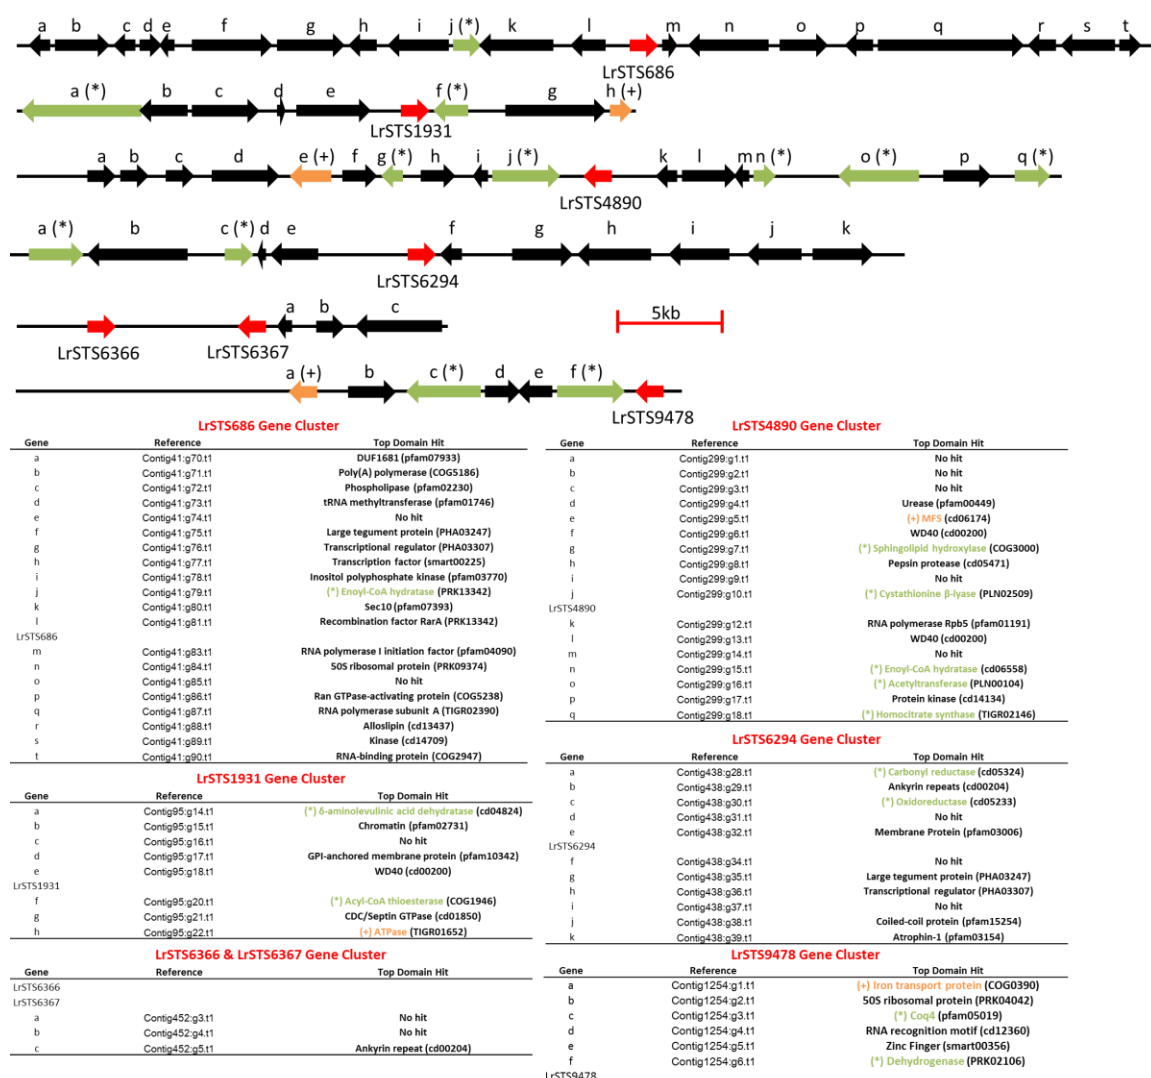 a b c d e f g h i j (*) k l m n o p q r s t
LrSTS686
a (*) b c d e f (*) g h (+)
LrSTS1931
a b c d e (+) f g (*) h i j (*) k l m n (*) o (*) p q (*)
LrSTS4890
a (*) b c (*) d e f g h i j k
LrSTS6294
a b c 5kb
LrSTS6366 LrSTS6367
a (+) b c (*) d e f (*)
LrSTS9478
LrSTS686 Gene Cluster
Gene Reference Top Domain Hit
a Contig41:g70.t1 DUF1681 (pfam07933)
b Contig41:g71.t1 Poly(A) polymerase (COG5186)
c Contig41:g72.t1 Phospholipase (pfam02230)
d Contig41:g73.t1 tRNA methyltransferase (pfam01746)
e Contig41:g74.t1 No hit
f Contig41:g75.t1 Large tegument protein (PHA03247)
g Contig41:g76.t1 Transcriptional regulator (PHA03307)
h Contig41:g77.t1 Transcription factor (smart00225)
i Contig41:g78.t1 Inositol polyphosphate kinase (pfam03770)
j Contig41:g79.t1 (*) Enoyl-CoA hydratase (PRK13342)
k Contig41:g80.t1 Sec10 (pfam07393)
l Contig41:g81.t1 Recombination factor RarA (PRK13342)
LrSTS686
m Contig41:g83.t1 RNA polymerase I initiation factor (pfam04090)
n Contig41:g84.t1 50S ribosomal protein (PRK09374)
o Contig41:g85.t1 No hit
p Contig41:g86.t1 Ran GTPase-activating protein (COG5238)
q Contig41:g87.t1 RNA polymerase subunit A (TIGR02390)
r Contig41:g88.t1 Alloslipin (cd13437)
s Contig41:g89.t1 Kinase (cd14709)
t Contig41:g90.t1 RNA-binding protein (COG2947)
LrSTS1931 Gene Cluster
Gene Reference Top Domain Hit
a Contig95:g14.t1 (*) δ-aminolevulinic acid dehydratase (cd04824)
b Contig95:g15.t1 Chromatin (pfam02731)
c Contig95:g16.t1 No hit
d Contig95:g17.t1 GPI-anchored membrane protein (pfam10342)
e Contig95:g18.t1 WD40 (cd00200)
LrSTS1931
f Contig95:g20.t1 (*) Acyl-CoA thioesterase (COG1946)
g Contig95:g21.t1 CDC/Septin GTPase (cd01850)
h Contig95:g22.t1 (+) ATPase (TIGR01652)
LrSTS6366 & LrSTS6367 Gene Cluster
Gene Reference Top Domain Hit
LrSTS6366
LrSTS6367
a Contig452:g3.t1 No hit
b Contig452:g4.t1 No hit
c Contig452:g5.t1 Ankyrin repeat (cd00204)
LrSTS4890 Gene Cluster
Gene Reference Top Domain Hit
a Contig299:g1.t1 No hit
b Contig299:g2.t1 No hit
c Contig299:g3.t1 No hit
d Contig299:g4.t1 Urease (pfam00449)
e Contig299:g5.t1 (+) MFS (cd06174)
f Contig299:g6.t1 WD40 (cd00200)
g Contig299:g7.t1 (*) Sphingolipid hydroxylase (COG3000)
h Contig299:g8.t1 Pepsin protease (cd05471)
i Contig299:g9.t1 No hit
j Contig299:g10.t1 (*) Cystathionine β-lyase (PLN02509)
LrSTS4890
k Contig299:g12.t1 RNA polymerase Rpb5 (pfam01191)
l Contig299:g13.t1 WD40 (cd00200)
m Contig299:g14.t1 No hit
n Contig299:g15.t1 (*) Enoyl-CoA hydratase (cd06558)
o Contig299:g16.t1 (*) Acetyltransferase (PLN00104)
p Contig299:g17.t1 Protein kinase (cd14134)
q Contig299:g18.t1 (*) Homocitrate synthase (TIGR02146)
LrSTS6294 Gene Cluster
Gene Reference Top Domain Hit
a Contig438:g28.t1 (*) Carbonyl reductase (cd05324)
b Contig438:g29.t1 Ankyrin repeats (cd00204)
c Contig438:g30.t1 (*) Oxidoreductase (cd05233)
d Contig438:g31.t1 No hit
e Contig438:g32.t1 Membrane Protein (pfam03006)
LrSTS6294
f Contig438:g34.t1 No hit
g Contig438:g35.t1 Large tegument protein (PHA03247)
h Contig438:g36.t1 Transcriptional regulator (PHA03307)
i Contig438:g37.t1 No hit
j Contig438:g38.t1 Coiled-coil protein (pfam15254)
k Contig438:g39.t1 Atrophin-1 (pfam03154)
LrSTS9478 Gene Cluster
Gene Reference Top Domain Hit
a Contig1254:g1.t1 (+) Iron transport protein (COG0390)
b Contig1254:g2.t1 50S ribosomal protein (PRK04042)
c Contig1254:g3.t1 (*) Coq4 (pfam05019)
d Contig1254:g4.t1 RNA recognition motif (cd12360)
e Contig1254:g5.t1 Zinc Finger (smart00356)
f Contig1254:g6.t1 (*) Dehydrogenase (PRK02106)
LrSTS9478